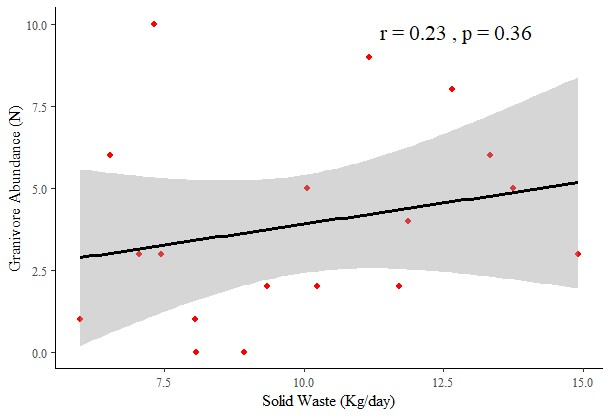 r = 0.23 , p = 0.36
Granivore Abundance (N)
10.0
7.5
5.0
2.5
0.0
7.5 10.0 12.5 15.0
Solid Waste (Kg/day)